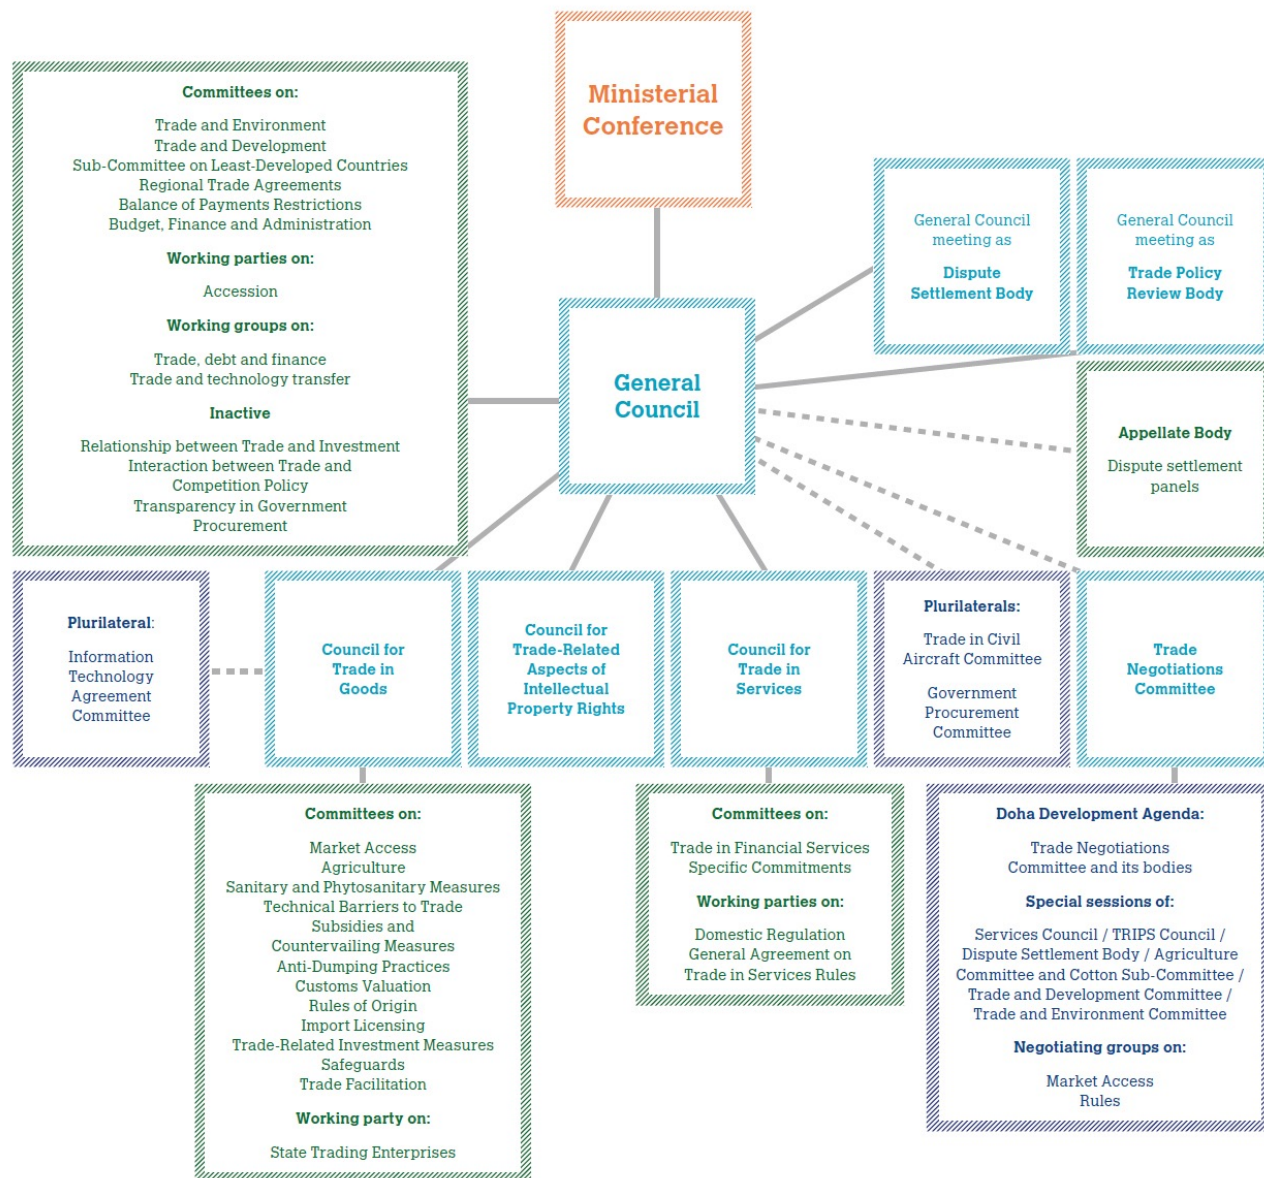 Ministerial
Conference
Committees on:
Trade and Environment
Trade and Development
Sub-Committee on Least-Developed Countries
Regional Trade Agreements
Balance of Payments Restrictions
Budget, Finance and Administration
Working parties on:
Accession
Working groups on:
Trade, debt and finance
Trade and technology transfer
Inactive
Relationship between Trade and Investment
Interaction between Trade and
Competition Policy
Transparency in Government
Procurement
General Council
meeting as
Dispute
Settlement Body
General Council
meeting as
Trade Policy
Review Body
General
Council
Appellate Body
Dispute settlement
panels
Plurilateral:
Information
Technology
Agreement
Committee
Council for
Trade in
Goods
Council for
Trade-Related
Aspects of
Intellectual
Property Rights
Council for
Trade in
Services
Plurilaterals:
Trade in Civil
Aircraft Committee
Government
Procurement
Committee
Trade
Negotiations
Committee
Committees on:
Market Access
Agriculture
Sanitary and Phytosanitary Measures
Technical Barriers to Trade
Subsidies and
Countervailing Measures
Anti-Dumping Practices
Customs Valuation
Rules of Origin
Import Licensing
Trade-Related Investment Measures
Safeguards
Trade Facilitation
Working party on:
State Trading Enterprises
Committees on:
Trade in Financial Services
Specific Commitments
Working parties on:
Domestic Regulation
General Agreement on
Trade in Services Rules
Doha Development Agenda:
Trade Negotiations
Committee and its bodies
Special sessions of:
Services Council / TRIPS Council /
Dispute Settlement Body / Agriculture
Committee and Cotton Sub-Committee /
Trade and Development Committee /
Trade and Environment Committee
Negotiating groups on:
Market Access
Rules